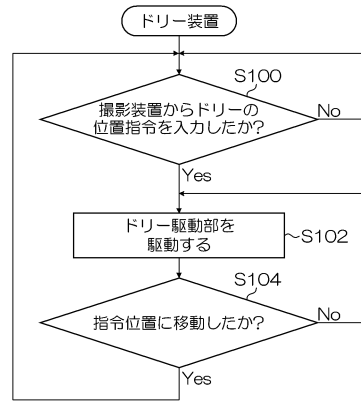 ドリー装置
S100
撮影装置からドリーの
位置指令を入力したか?
No
Yes
ドリー駆動部を
駆動する
S102
S104
指令位置に移動したか?
No
Yes